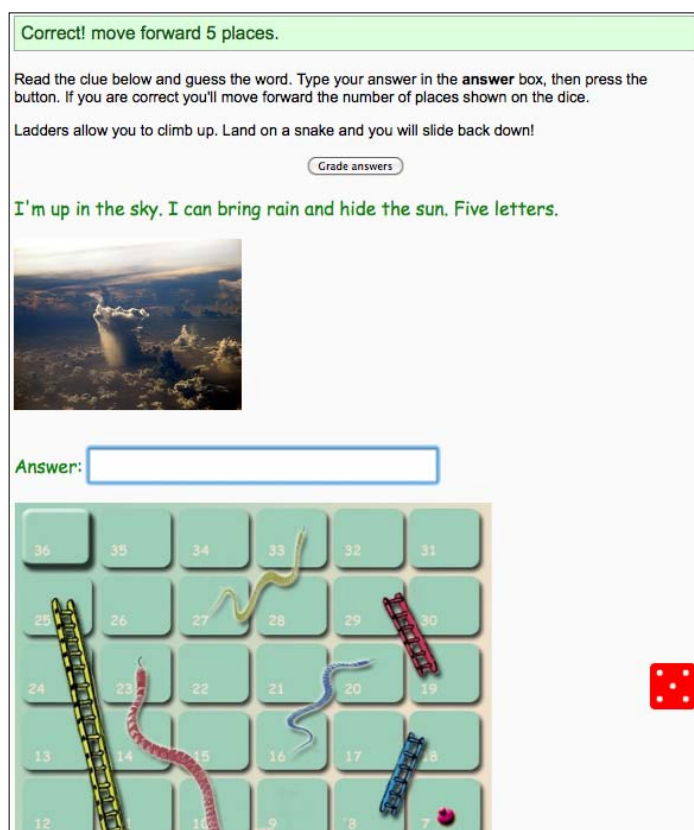 Correct! move forward 5 places.
Read the clue below and guess the word. Type your answer in the answer box, then press the
button. If you are correct you'll move forward the number of places shown on the dice.
Ladders allow you to climb up. Land on a snake and you will slide back down!
Grade answers
I'm up in the sky. I can bring rain and hide the sun. Five letters.
Answer:
36 35 34 33 32 31
25 26 27 28 29 30
24 23 22 21 20 19
13 14 15 16 17 18
12 10 9 8 7